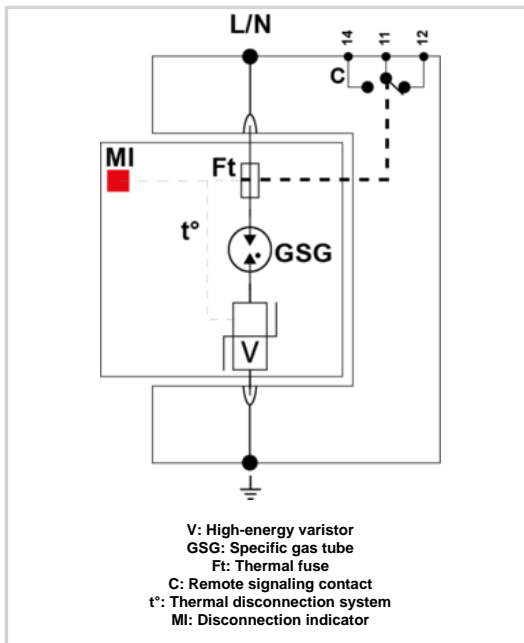 L/N
14 11 12
C
MI
Ft
t°
GSG
V
V: High-energy varistor
GSG: Specific gas tube
Ft: Thermal fuse
C: Remote signaling contact
t°: Thermal disconnection system
MI: Disconnection indicator